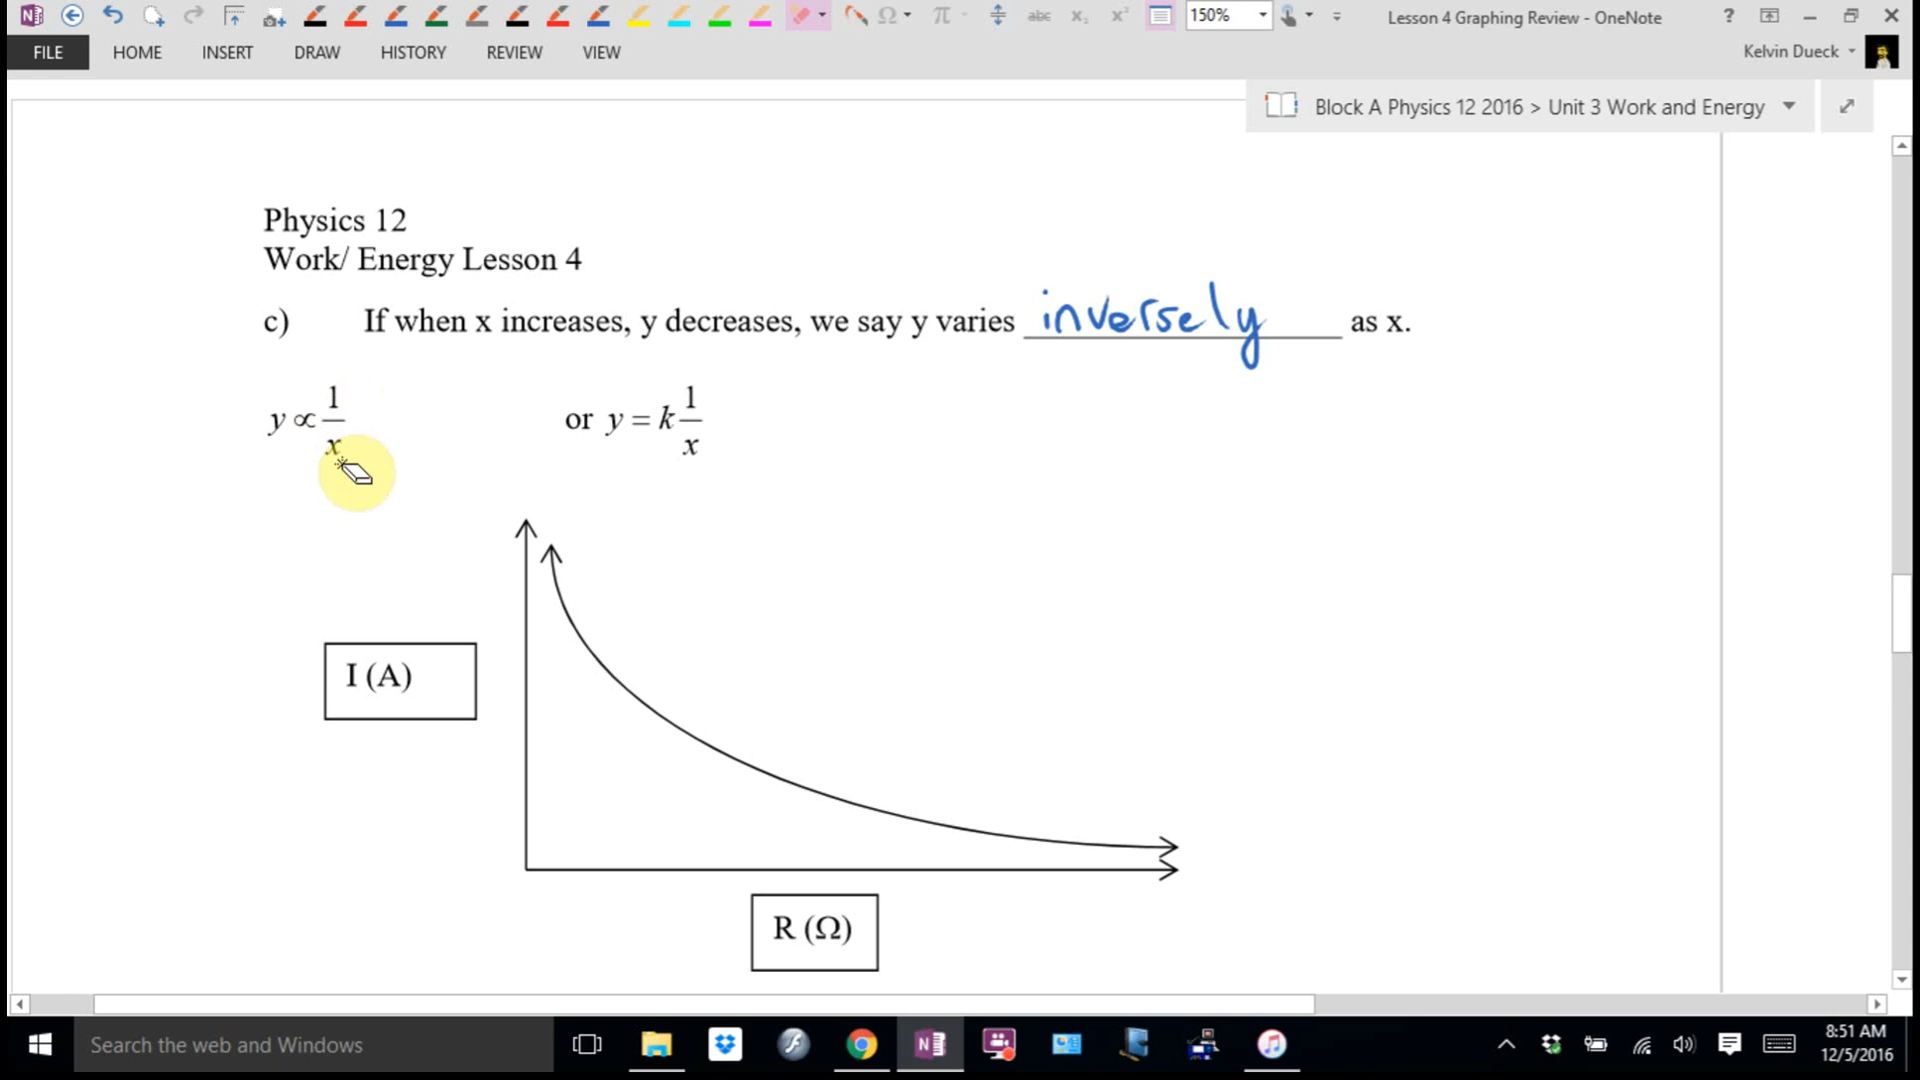 150%
Lesson 4 Graphing Review - OneNote
FILE HOME INSERT DRAW HISTORY REVIEW VIEW
Kelvin Dueck
Block A Physics 12 2016 > Unit 3 Work and Energy
Physics 12
Work/ Energy Lesson 4
c) If when x increases, y decreases, we say y varies inversely as x.
y ∝ 1/x or y = k 1/x
I (A)
R (Ω)
Search the web and Windows
8:51 AM
12/5/2016